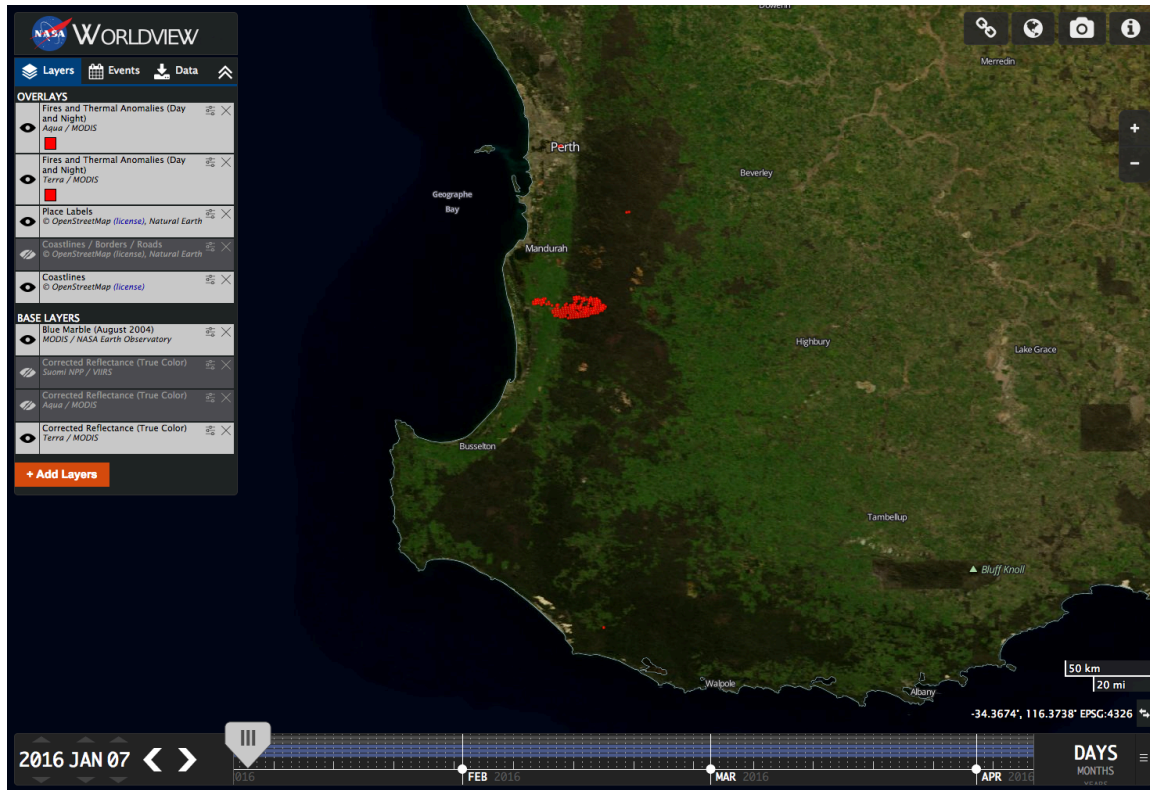 NASA WORLDVIEW
Layers Events Data
OVERLAYS
Fires and Thermal Anomalies (Day
and Night)
Aqua / MODIS
Fires and Thermal Anomalies (Day
and Night)
Terra / MODIS
Place Labels
© OpenStreetMap (license), Natural Earth
Coastlines / Borders / Roads
© OpenStreetMap (license), Natural Earth
Coastlines
© OpenStreetMap (license)
BASE LAYERS
Blue Marble (August 2004)
MODIS / NASA Earth Observatory
Corrected Reflectance (True Color)
Suomi NPP / VIIRS
Corrected Reflectance (True Color)
Aqua / MODIS
Corrected Reflectance (True Color)
Terra / MODIS
+ Add Layers
Dowerin
Merredin
Perth
Beverley
Geographe
Bay
Mandurah
Highbury
Lake Grace
Busselton
Tambellup
Bluff Knoll
Walpole
Albany
+
-
50 km
20 mi
-34.3674°, 116.3738° EPSG:4326
2016 JAN 07
016
FEB 2016
MAR 2016
APR 2016
DAYS
MONTHS
YEARS